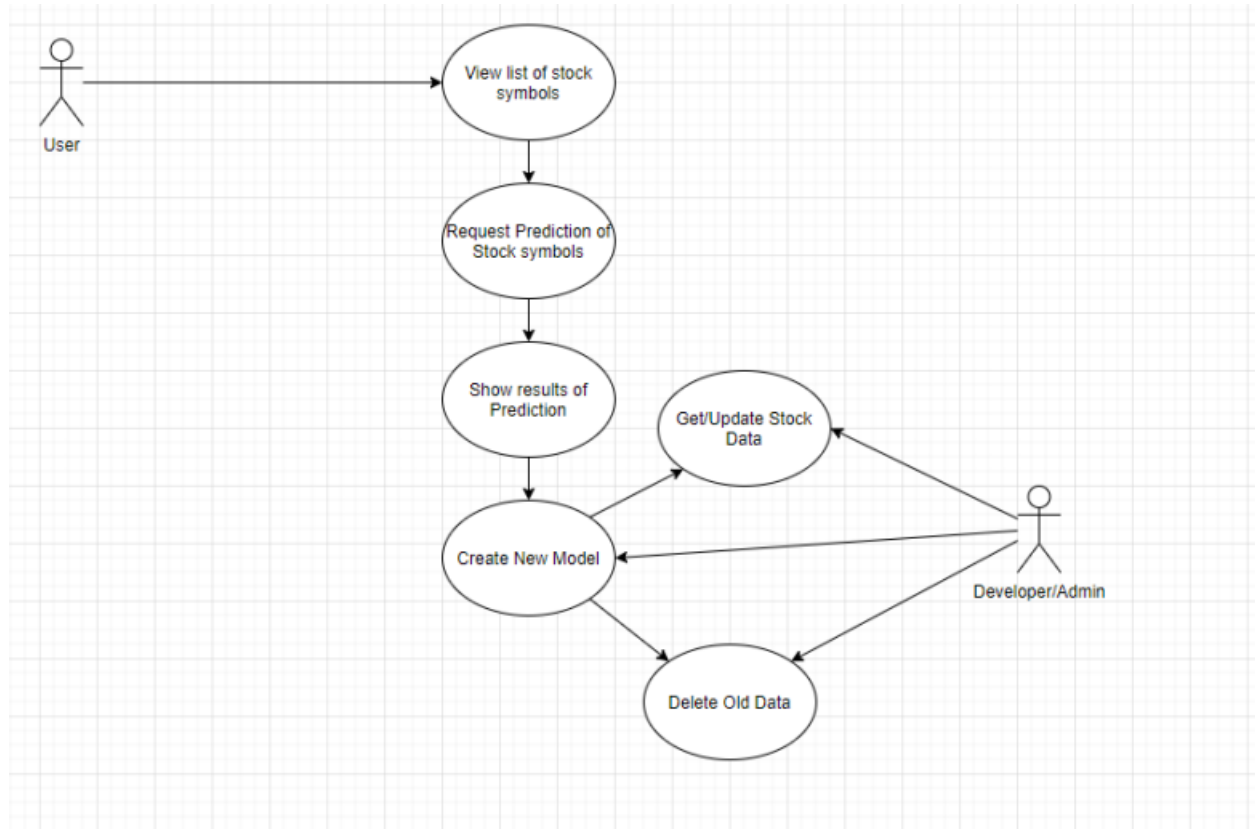 View list of stock
symbols
User
Request Prediction of
Stock symbols
Show results of
Prediction
Get/Update Stock
Data
Create New Model
Developer/Admin
Delete Old Data